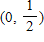 (0, 1/2)